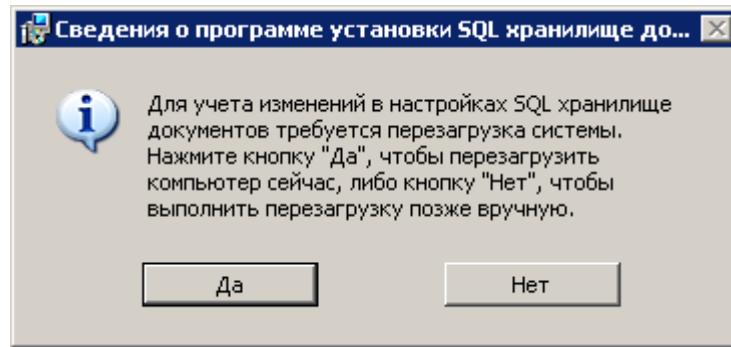 Сведения о программе установки SQL хранилище до...
Для учета изменений в настройках SQL хранилище
документов требуется перезагрузка системы.
Нажмите кнопку "Да", чтобы перезагрузить
компьютер сейчас, либо кнопку "Нет", чтобы
выполнить перезагрузку позже вручную.
Да
Нет